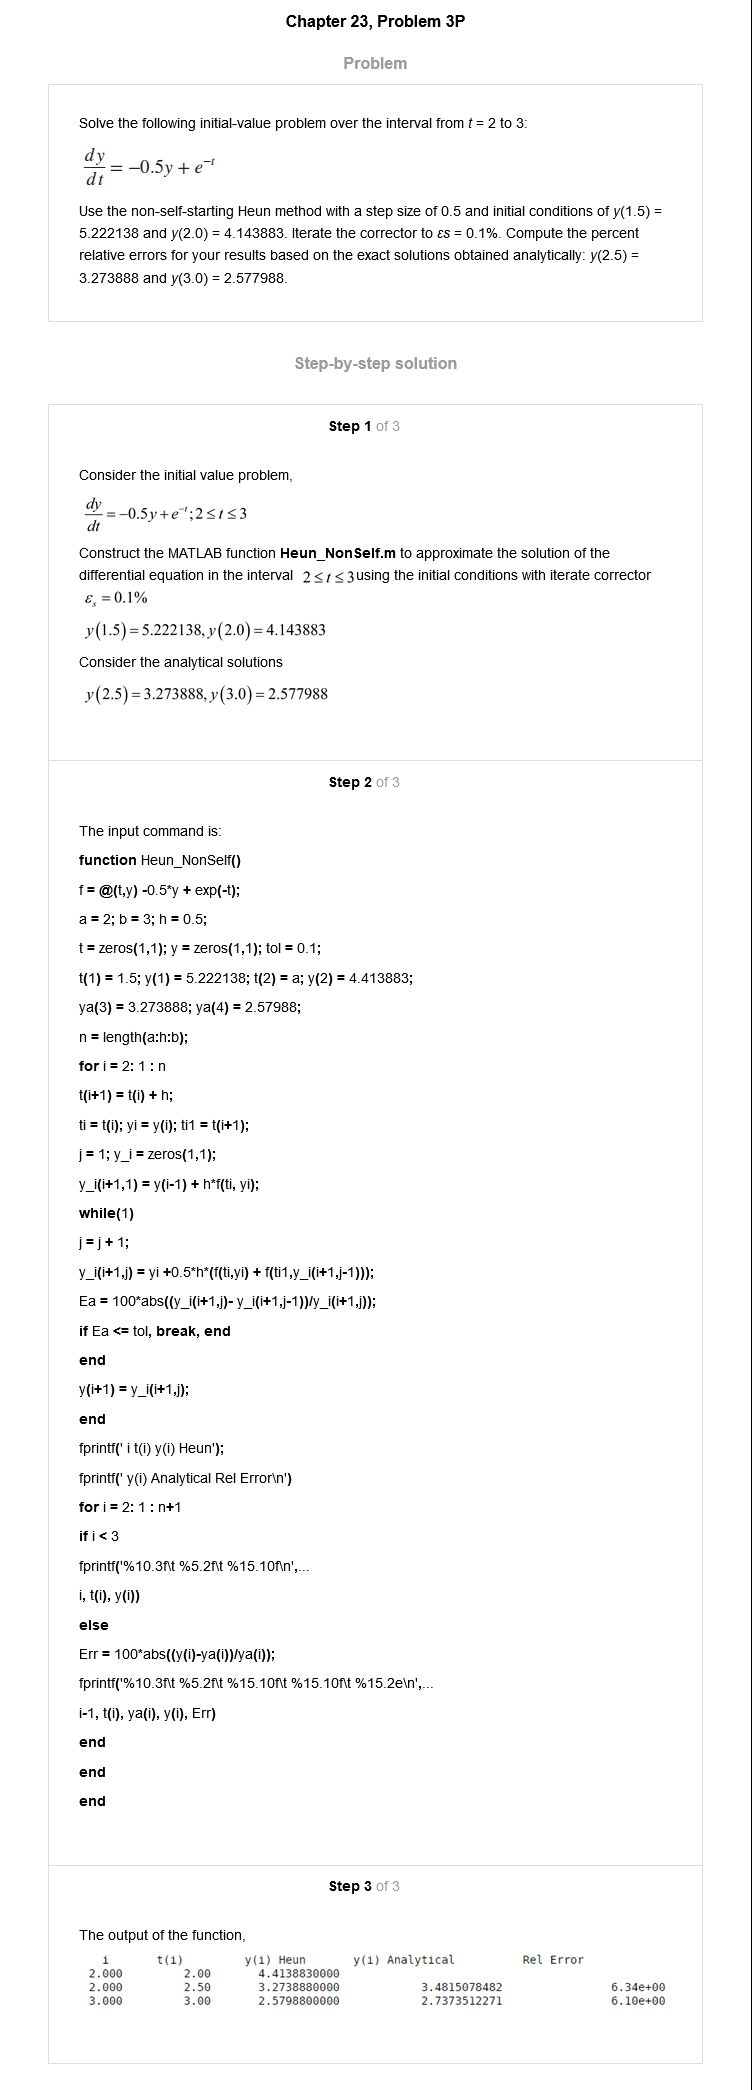 Chapter 23, Problem 3P
Problem
Solve the following initial-value problem over the interval from t = 2 to 3:
dy/dt = −0.5y + e^−t
Use the non-self-starting Heun method with a step size of 0.5 and initial conditions of y(1.5) =
5.222138 and y(2.0) = 4.143883. Iterate the corrector to εs = 0.1%. Compute the percent
relative errors for your results based on the exact solutions obtained analytically: y(2.5) =
3.273888 and y(3.0) = 2.577988.
Step-by-step solution
Step 1 of 3
Consider the initial value problem,
dy/dt = −0.5y + e^−t; 2 ≤ t ≤ 3
Construct the MATLAB function Heun_NonSelf.m to approximate the solution of the
differential equation in the interval 2 ≤ t ≤ 3 using the initial conditions with iterate corrector
ε_s = 0.1%
y(1.5) = 5.222138, y(2.0) = 4.143883
Consider the analytical solutions
y(2.5) = 3.273888, y(3.0) = 2.577988
Step 2 of 3
The input command is:
function Heun_NonSelf()
f = @(t,y) -0.5*y + exp(-t);
a = 2; b = 3; h = 0.5;
t = zeros(1,1); y = zeros(1,1); tol = 0.1;
t(1) = 1.5; y(1) = 5.222138; t(2) = a; y(2) = 4.413883;
ya(3) = 3.273888; ya(4) = 2.57988;
n = length(a:h:b);
for i = 2: 1 : n
t(i+1) = t(i) + h;
ti = t(i); yi = y(i); ti1 = t(i+1);
j = 1; y_i = zeros(1,1);
y_i(i+1,1) = y(i-1) + h*f(ti, yi);
while(1)
j = j + 1;
y_i(i+1,j) = yi +0.5*h*(f(ti,yi) + f(ti1,y_i(i+1,j-1)));
Ea = 100*abs((y_i(i+1,j)- y_i(i+1,j-1))/y_i(i+1,j));
if Ea <= tol, break, end
end
y(i+1) = y_i(i+1,j);
end
fprintf(' i t(i) y(i) Heun');
fprintf(' y(i) Analytical Rel Error\n')
for i = 2: 1 : n+1
if i < 3
fprintf('%10.3f\t %5.2f\t %15.10f\n',...
i, t(i), y(i))
else
Err = 100*abs((y(i)-ya(i))/ya(i));
fprintf('%10.3f\t %5.2f\t %15.10f\t %15.10f\t %15.2e\n',...
i-1, t(i), ya(i), y(i), Err)
end
end
end
Step 3 of 3
The output of the function,
i t(i) y(i) Heun y(i) Analytical Rel Error
2.000 2.00 4.4138830000
2.000 2.50 3.2738880000 3.4815078482 6.34e+00
3.000 3.00 2.5798800000 2.7373512271 6.10e+00